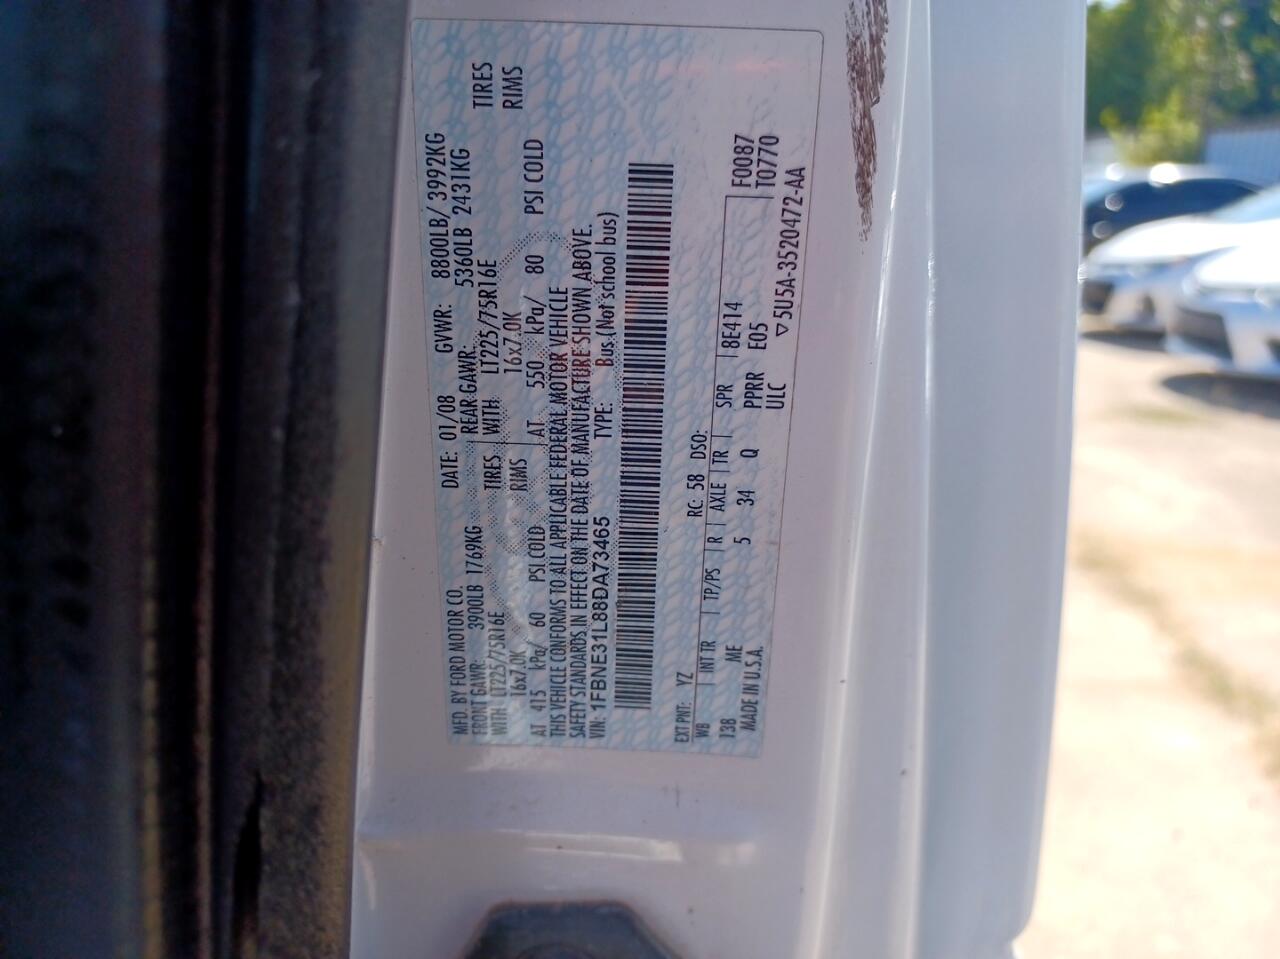 MFD. BY FORD MOTOR CO. DATE: 01/08 GVWR: 8800LB/ 3992KG
FRONT GAWR: 3900LB 1769KG REAR GAWR: 5360LB 2431KG
WITH LT225/75R16E TIRES WITH LT225/75R16E TIRES
16x7.0K RIMS 16x7.0K RIMS
AT 415 kPa/ 60 PSI COLD AT 550 kPa/ 80 PSI COLD
THIS VEHICLE CONFORMS TO ALL APPLICABLE FEDERAL MOTOR VEHICLE
SAFETY STANDARDS IN EFFECT ON THE DATE OF MANUFACTURE SHOWN ABOVE.
VIN: 1FBNE31L88DA73465 TYPE: Bus (Not school bus)
EXT PNT: YZ RC: 58 DSO:
WB INT TR TP/PS R AXLE TR SPR 8E414 F0087
138 ME 5 34 Q PPRR E05 T0770
MADE IN U.S.A. ULC ▽5U5A-3520472-AA